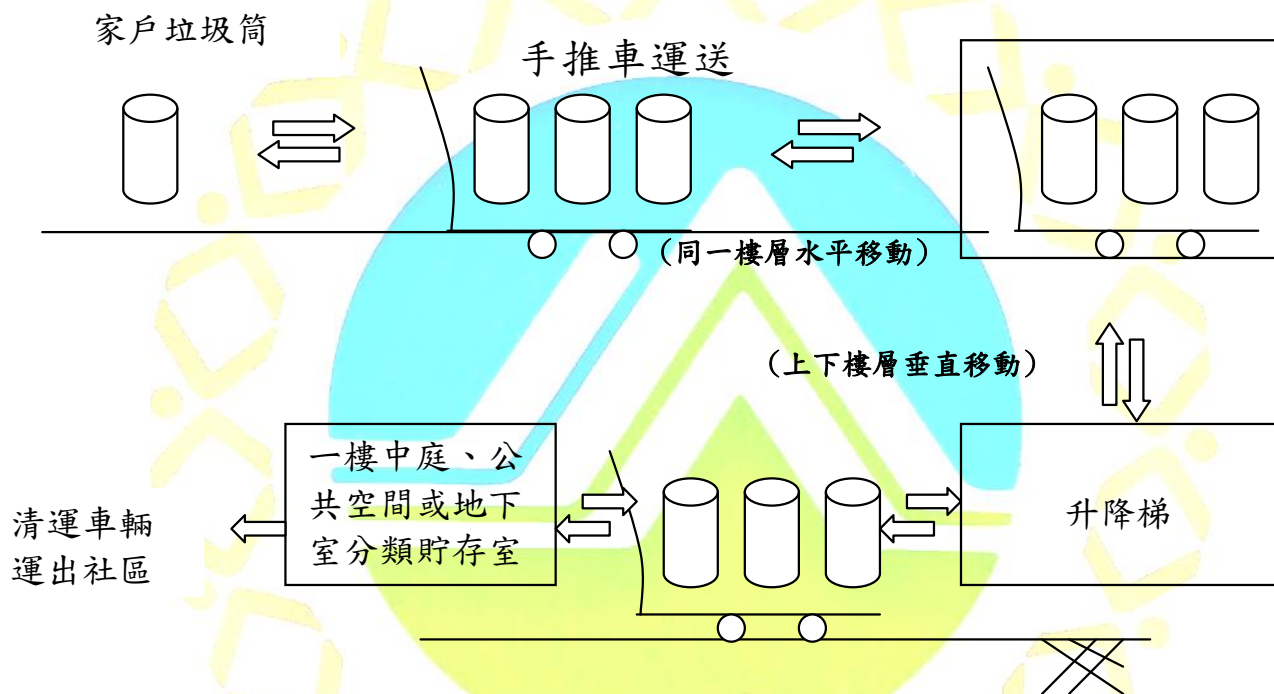 家戶垃圾筒
手推車運送
(同一樓層水平移動)
(上下樓層垂直移動)
一樓中庭、公
共空間或地下
室分類貯存室
升降梯
清運車輛
運出社區